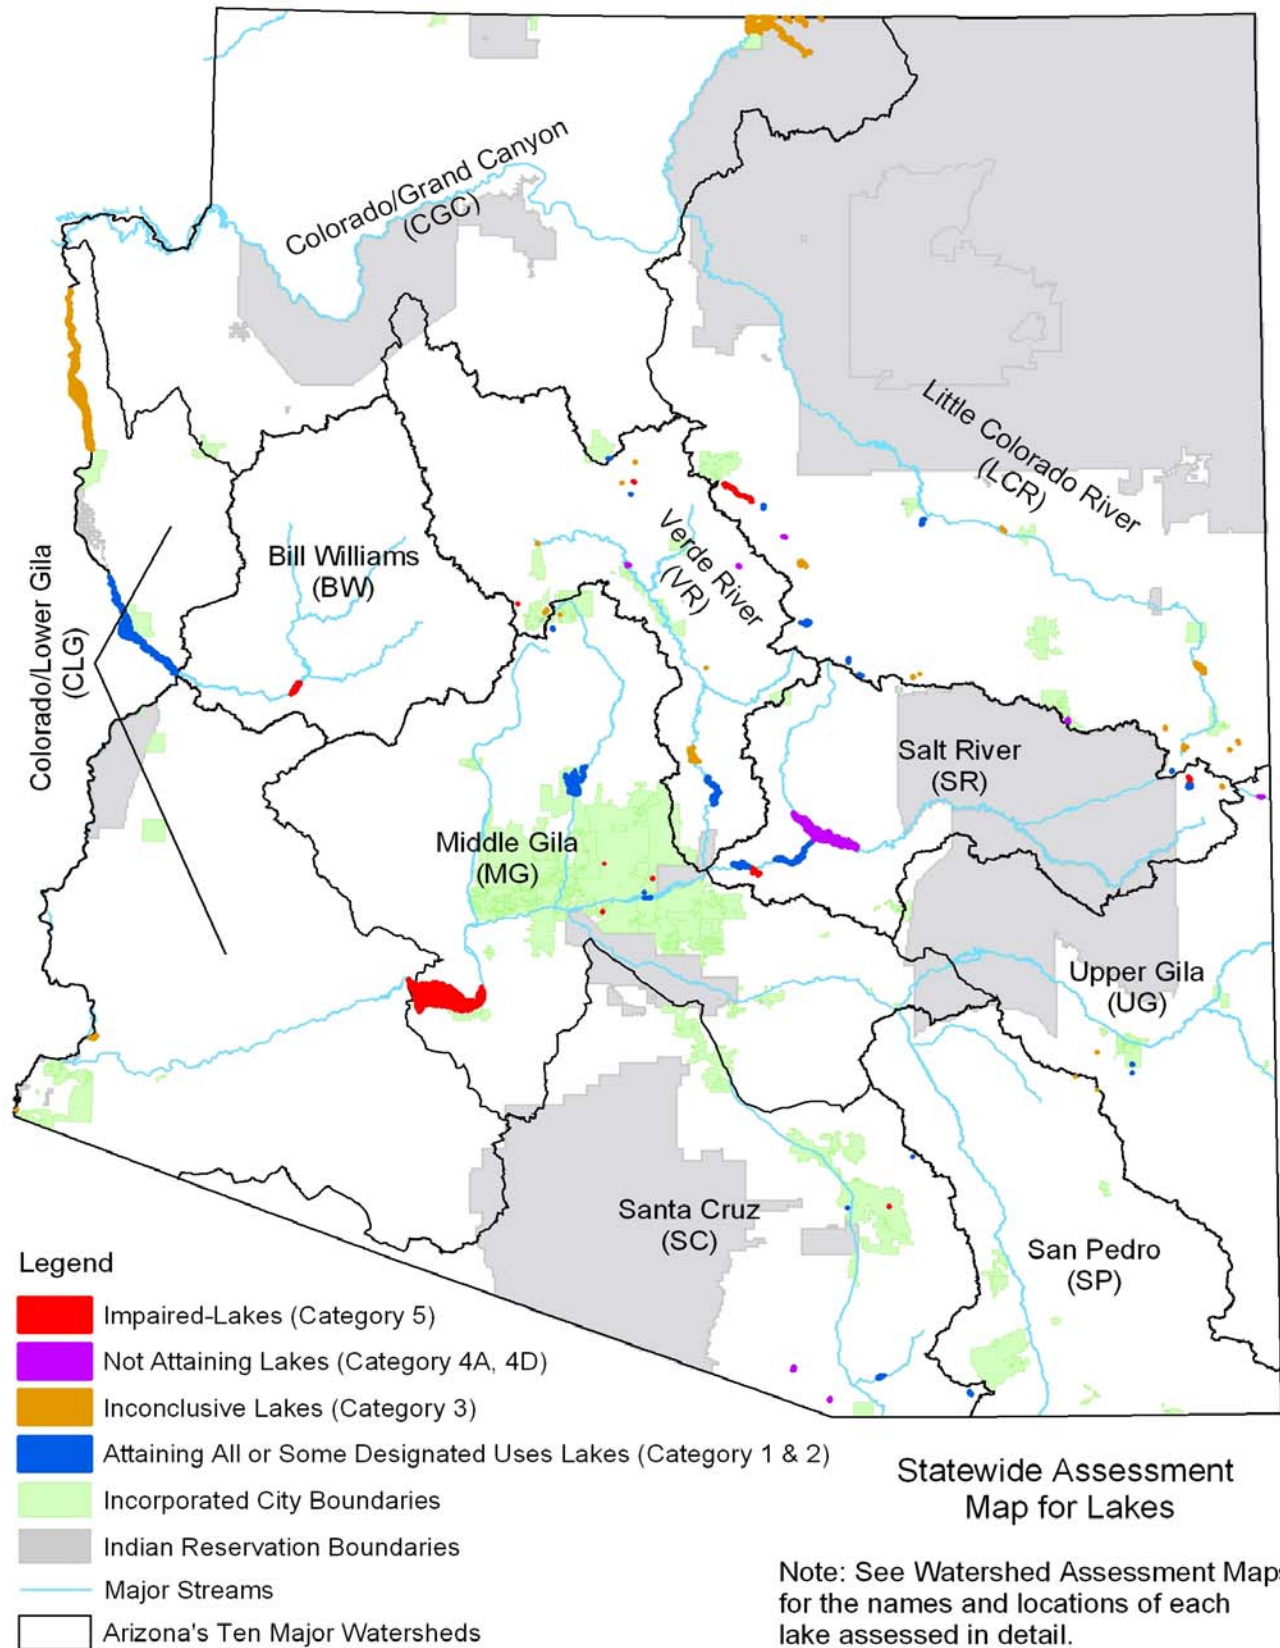 Colorado/Grand Canyon
(CGC)
Little Colorado River
(LCR)
Verde River
(VR)
Bill Williams
(BW)
Colorado/Lower Gila
(CLG)
Salt River
(SR)
Middle Gila
(MG)
Upper Gila
(UG)
Santa Cruz
(SC)
San Pedro
(SP)
Legend
Impaired-Lakes (Category 5)
Not Attaining Lakes (Category 4A, 4D)
Inconclusive Lakes (Category 3)
Attaining All or Some Designated Uses Lakes (Category 1 & 2)
Incorporated City Boundaries
Indian Reservation Boundaries
Major Streams
Arizona's Ten Major Watersheds
Statewide Assessment
Map for Lakes
Note: See Watershed Assessment Maps
for the names and locations of each
lake assessed in detail.